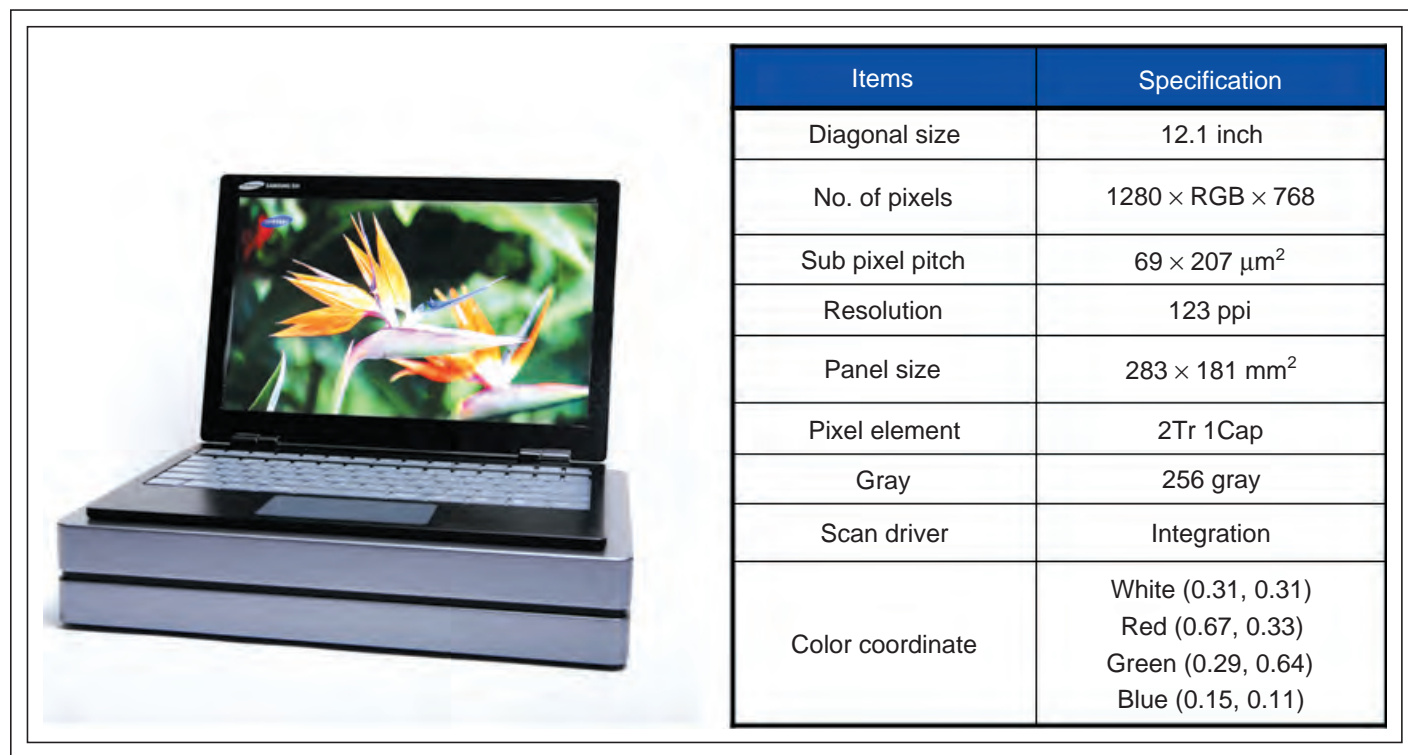 SAMSUNG SDI
Items Specification
Diagonal size 12.1 inch
No. of pixels 1280 × RGB × 768
Sub pixel pitch 69 × 207 μm²
Resolution 123 ppi
Panel size 283 × 181 mm²
Pixel element 2Tr 1Cap
Gray 256 gray
Scan driver Integration
Color coordinate White (0.31, 0.31)
Red (0.67, 0.33)
Green (0.29, 0.64)
Blue (0.15, 0.11)